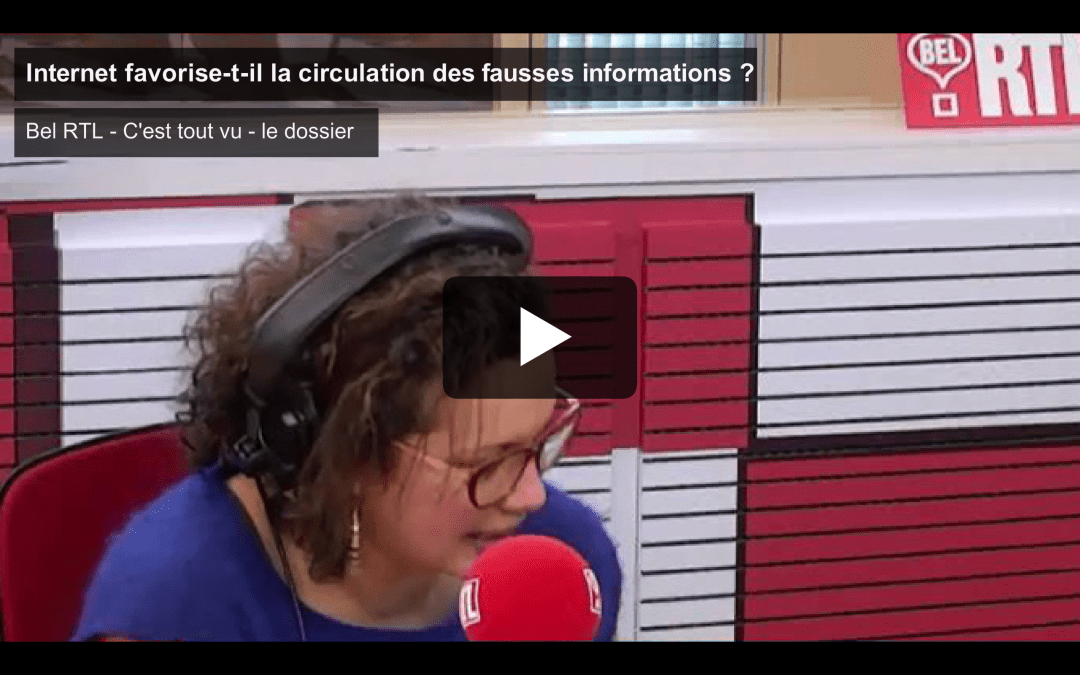 Internet favorise-t-il la circulation des fausses informations ?
Bel RTL - C'est tout vu - le dossier
BEL
RTL